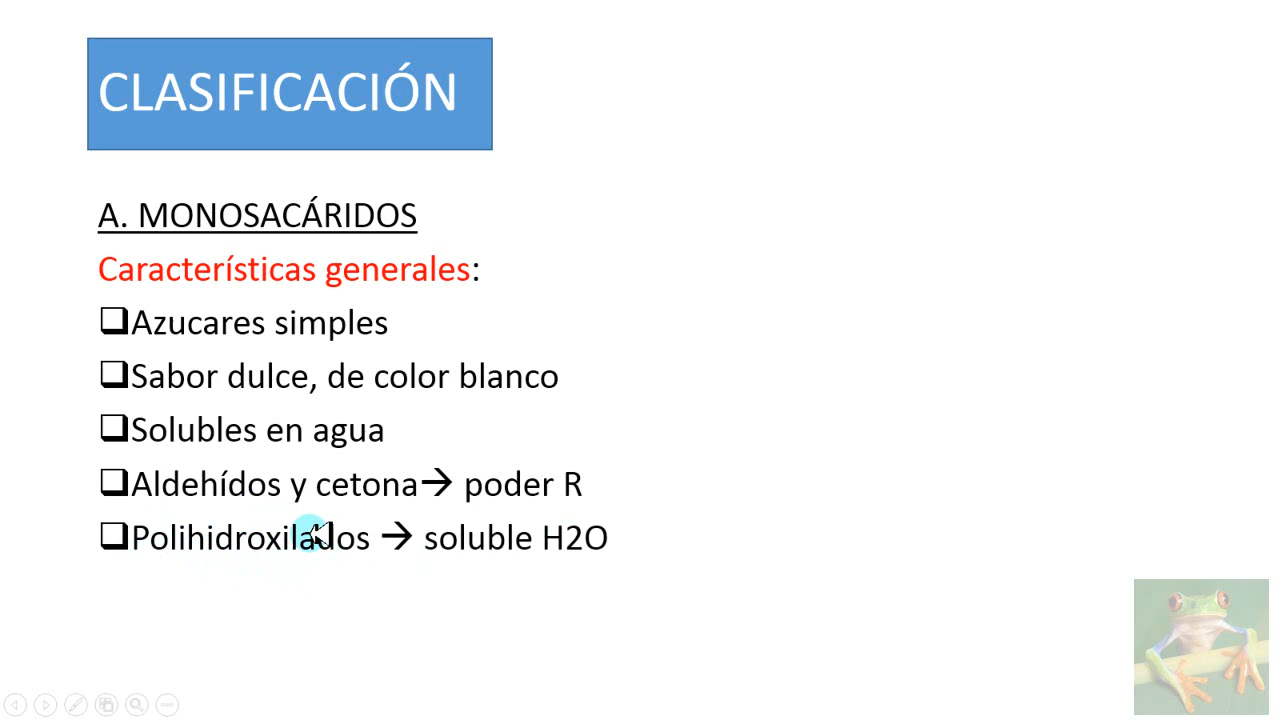 CLASIFICACIÓN
A. MONOSACÁRIDOS
Características generales:
❑Azucares simples
❑Sabor dulce, de color blanco
❑Solubles en agua
❑Aldehídos y cetona→ poder R
❑Polihidroxilados → soluble H2O